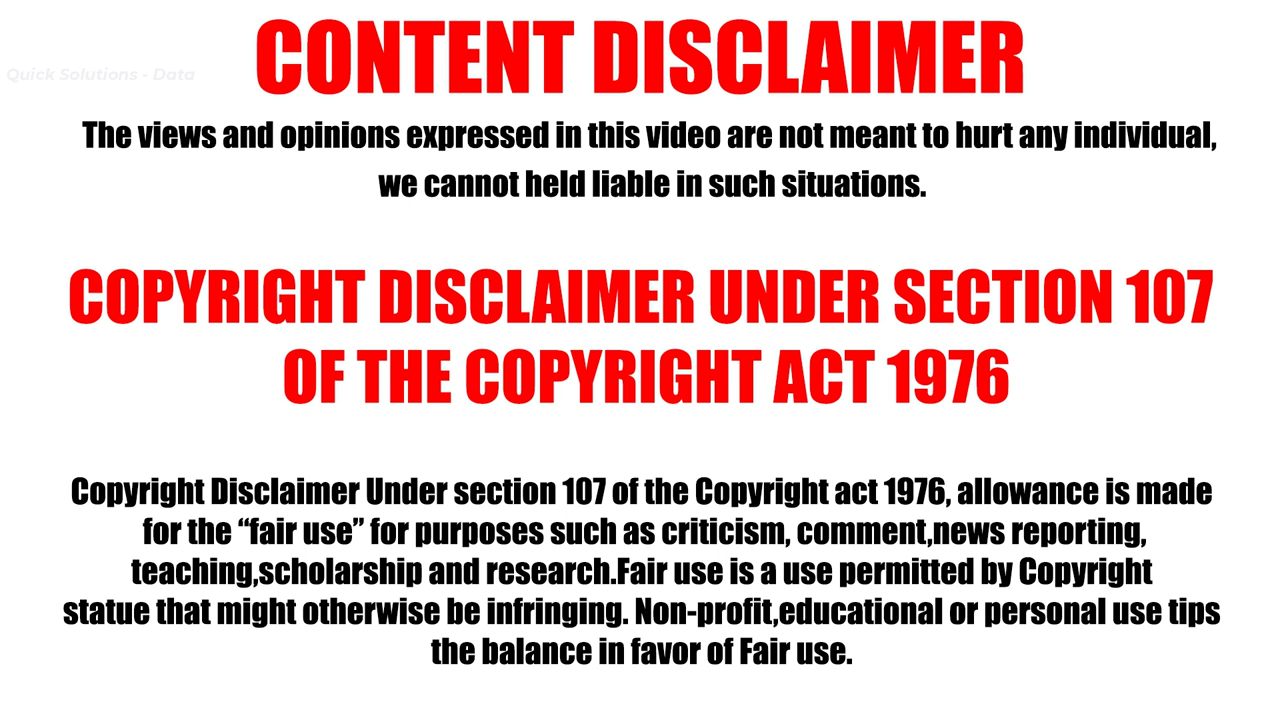 CONTENT DISCLAIMER
Quick Solutions - Data
The views and opinions expressed in this video are not meant to hurt any individual,
we cannot held liable in such situations.
COPYRIGHT DISCLAIMER UNDER SECTION 107
OF THE COPYRIGHT ACT 1976
Copyright Disclaimer Under section 107 of the Copyright act 1976, allowance is made
for the “fair use” for purposes such as criticism, comment,news reporting,
teaching,scholarship and research.Fair use is a use permitted by Copyright
statue that might otherwise be infringing. Non-profit,educational or personal use tips
the balance in favor of Fair use.